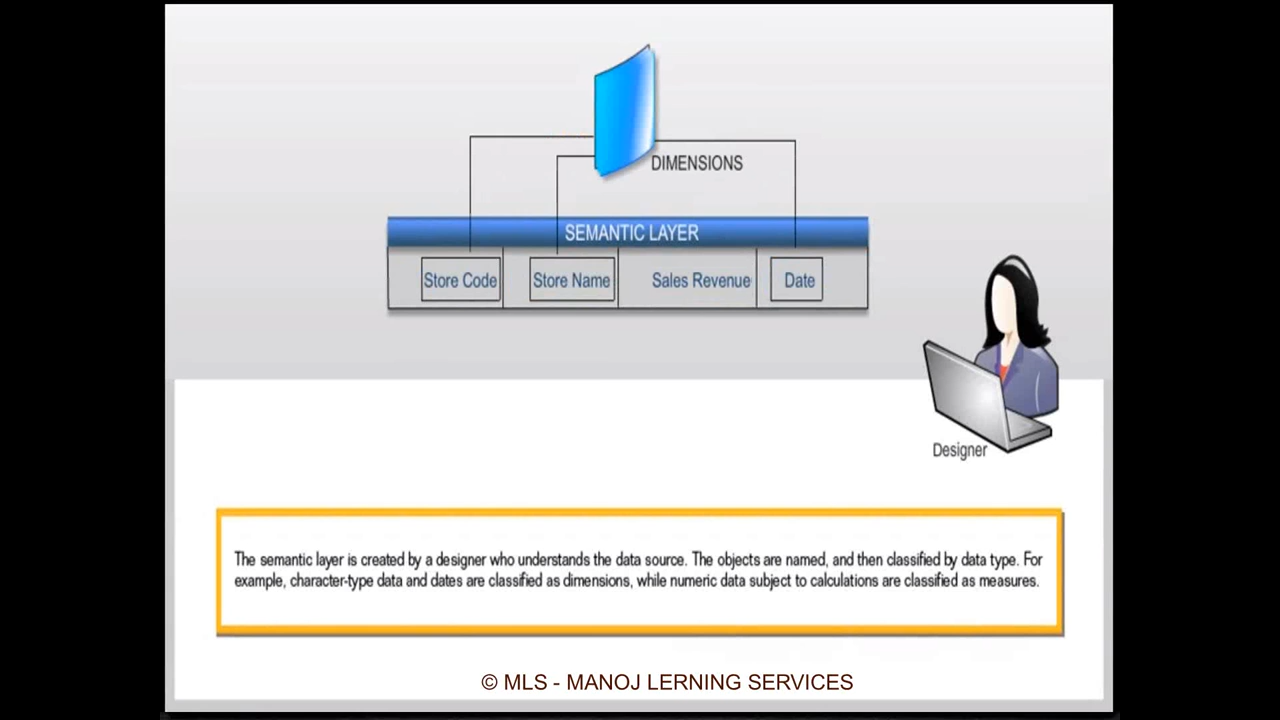 DIMENSIONS
SEMANTIC LAYER
Store Code Store Name Sales Revenue Date
Designer
The semantic layer is created by a designer who understands the data source. The objects are named, and then classified by data type. For
example, character-type data and dates are classified as dimensions, while numeric data subject to calculations are classified as measures.
© MLS - MANOJ LERNING SERVICES